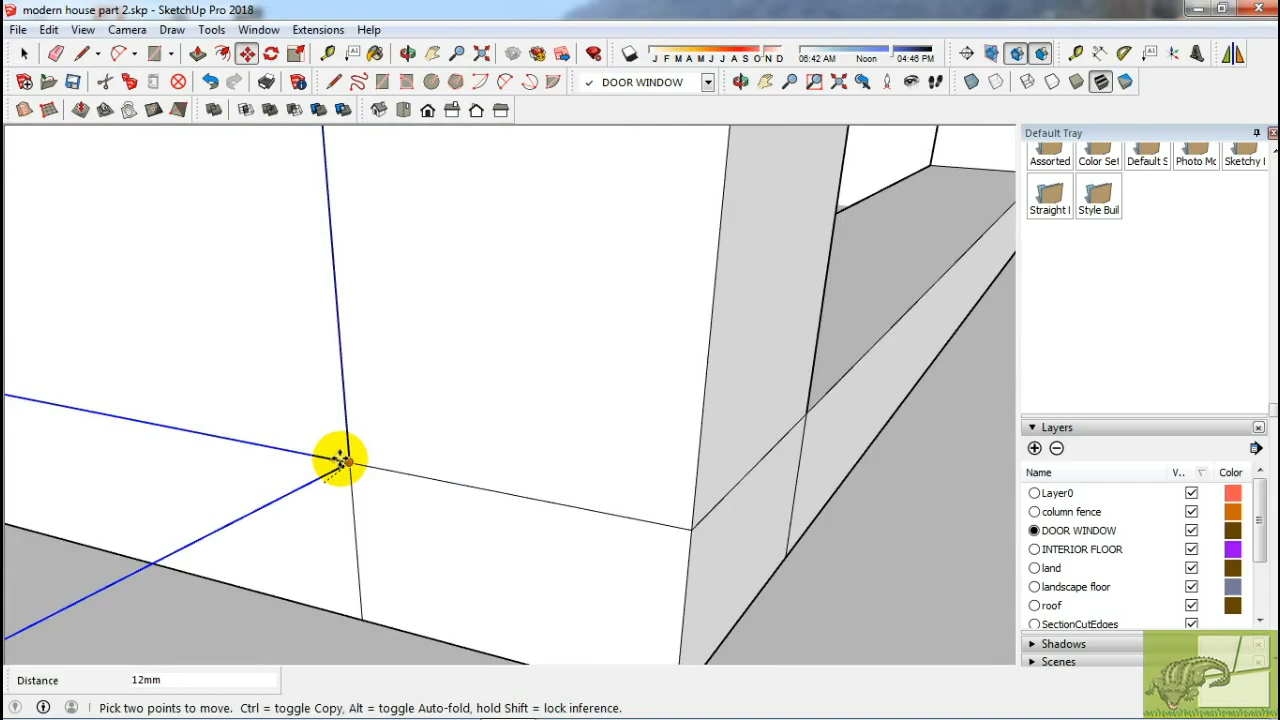 modern house part 2.skp - SketchUp Pro 2018
File Edit View Camera Draw Tools Window Extensions Help
J F M A M J J A S O N D
06:42 AM Noon 04:46 PM
DOOR WINDOW
Default Tray
Assorted Color Set Default S Photo Mo Sketchy I
Straight I Style Buil
Layers
Name V.. Color
Layer0
column fence
DOOR WINDOW
INTERIOR FLOOR
land
landscape floor
roof
SectionCutEdges
Shadows
Scenes
Distance 12mm
Pick two points to move. Ctrl = toggle Copy, Alt = toggle Auto-fold, hold Shift = lock inference.